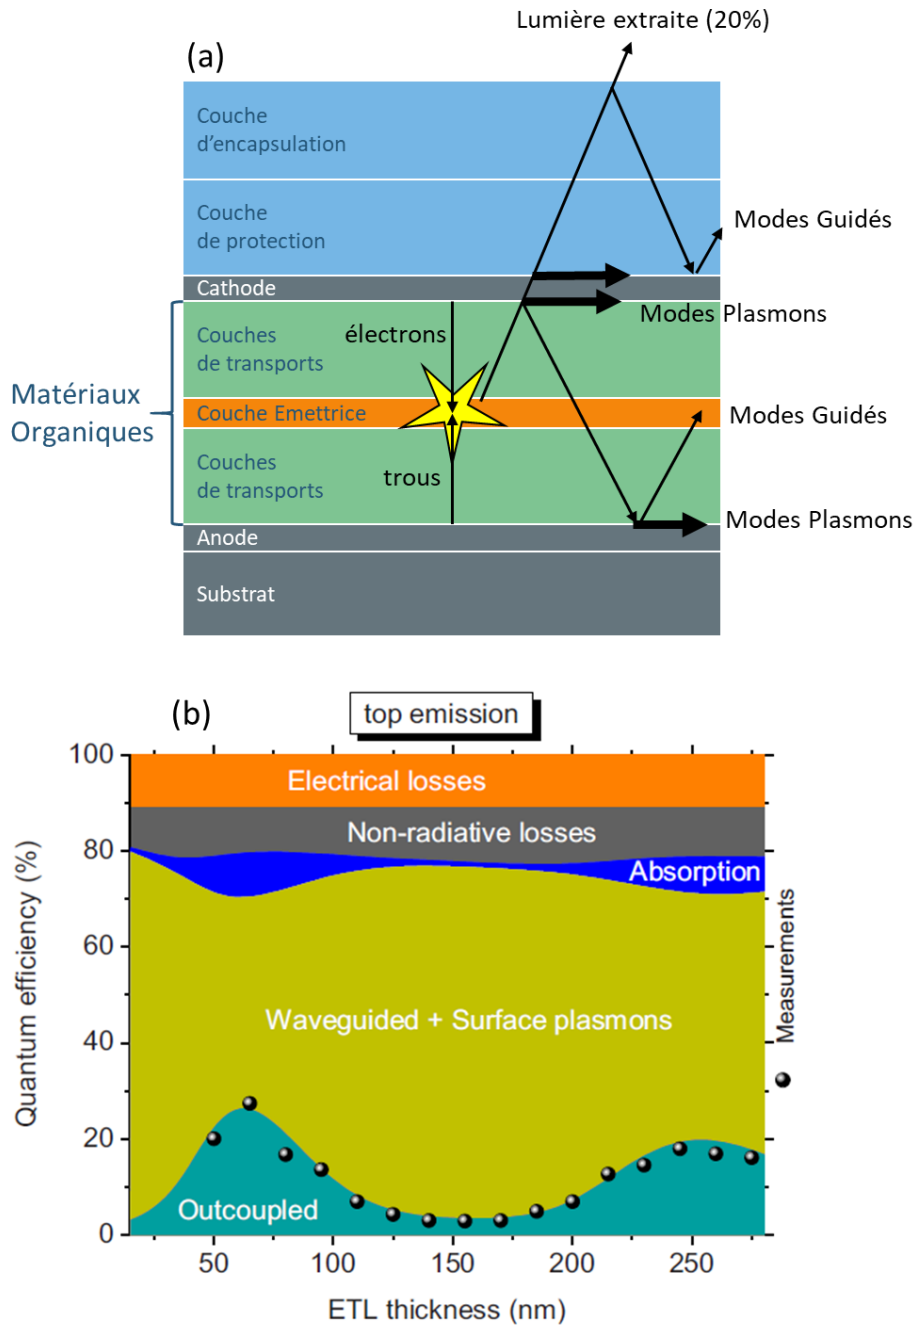 Lumière extraite (20%)
(a)
Couche
d'encapsulation
Couche
de protection
Modes Guidés
Cathode
Modes Plasmons
Couches
de transports
électrons
Matériaux
Organiques
Couche Emettrice
Modes Guidés
Couches
de transports
trous
Modes Plasmons
Anode
Substrat
(b)
top emission
100
80
60
40
20
0
Quantum efficiency (%)
Electrical losses
Non-radiative losses
Absorption
Waveguided + Surface plasmons
Outcoupled
Measurements
50
100
150
200
250
ETL thickness (nm)